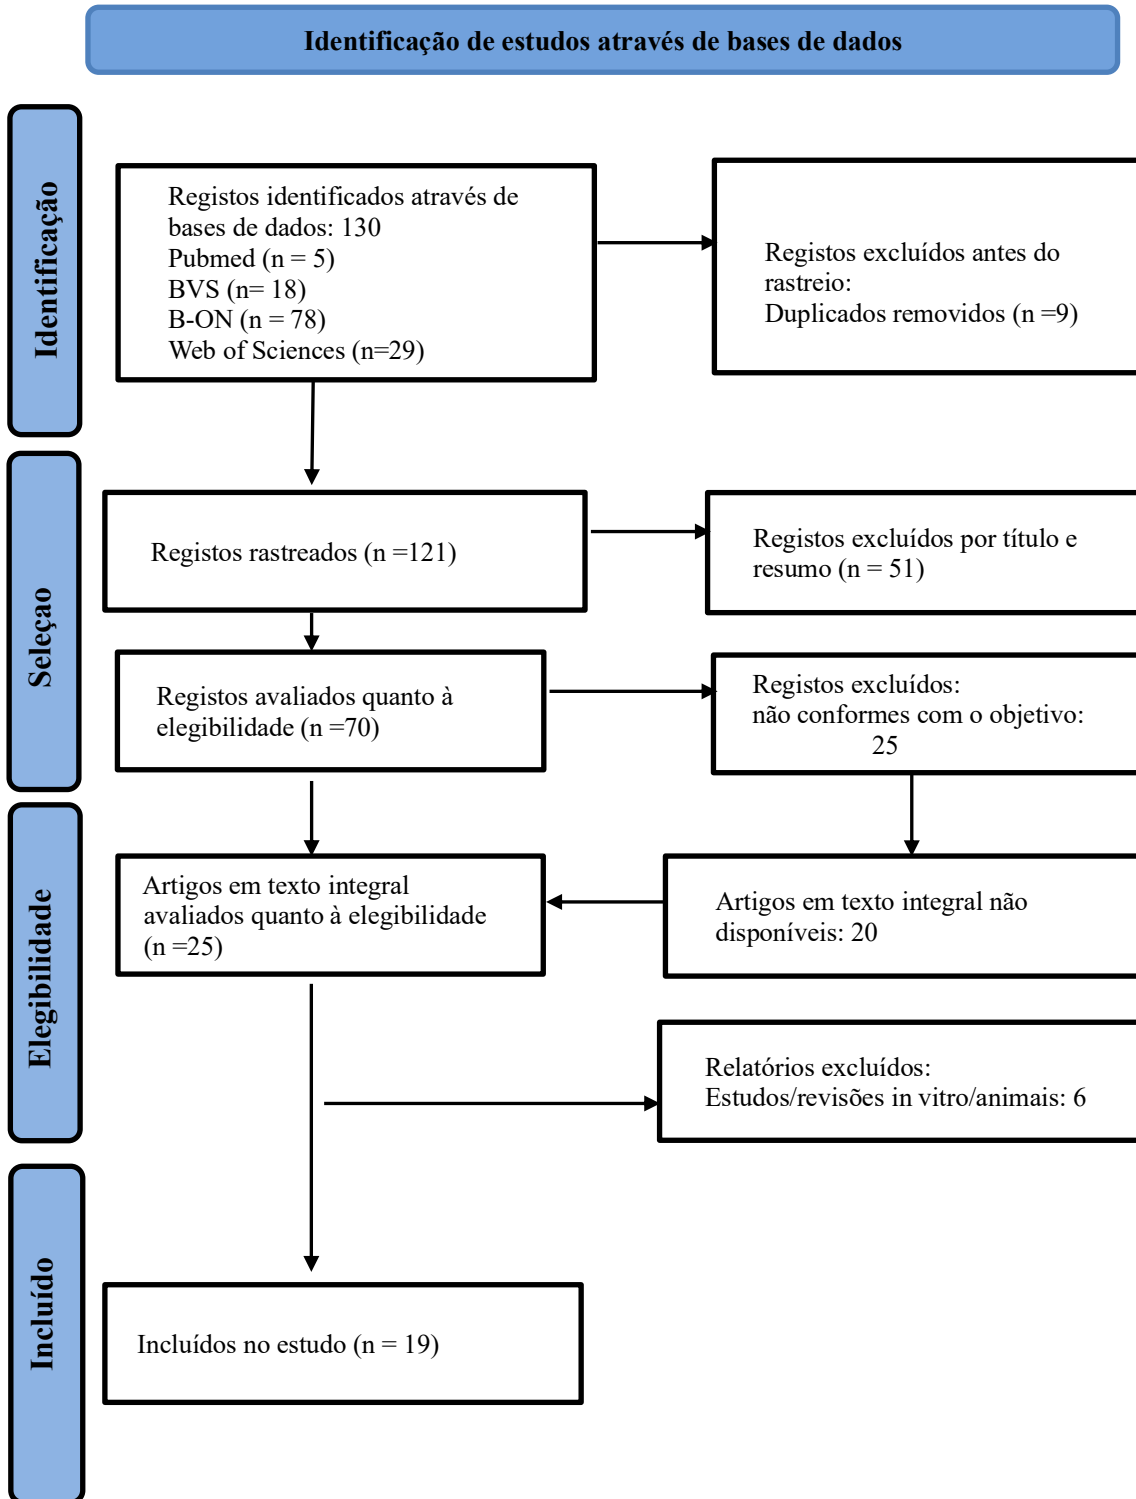 Identificação de estudos através de bases de dados
Identificação
Registos identificados através de
bases de dados: 130
Pubmed (n = 5)
BVS (n= 18)
B-ON (n = 78)
Web of Sciences (n=29)
Registos excluídos antes do
rastreio:
Duplicados removidos (n =9)
Seleçao
Registos rastreados (n =121)
Registos excluídos por título e
resumo (n = 51)
Registos avaliados quanto à
elegibilidade (n =70)
Registos excluídos:
não conformes com o objetivo:
25
Elegibilidade
Artigos em texto integral
avaliados quanto à elegibilidade
(n =25)
Artigos em texto integral não
disponíveis: 20
Relatórios excluídos:
Estudos/revisões in vitro/animais: 6
Incluído
Incluídos no estudo (n = 19)